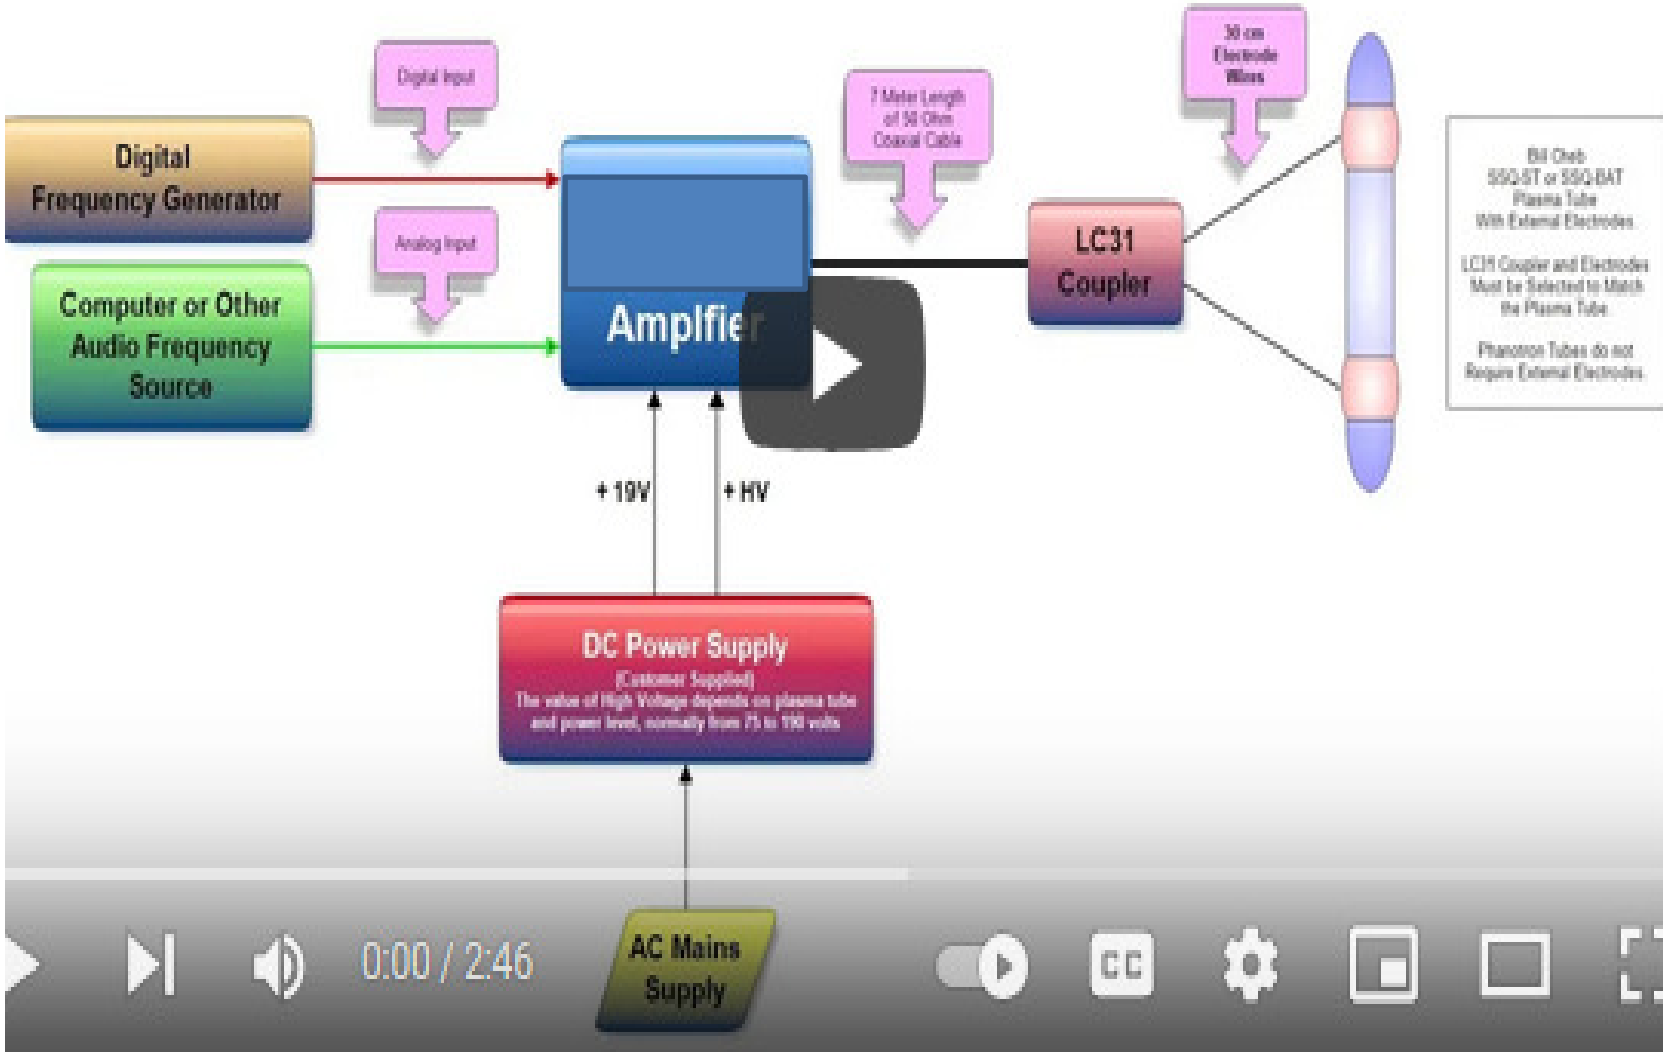 Digital
Frequency Generator
Digital Input
Analog Input
Computer or Other
Audio Frequency
Source
Amplfier
7 Meter Length
of 50 Ohm
Coaxial Cable
30 cm
Electrode
Wires
LC31
Coupler
Bill Cheb
SSQ-ST or SSQ-BAT
Plasma Tube
With External Electrodes
LC31 Coupler and Electrodes
Must be Selected to Match
the Plasma Tube.
Phanotron Tubes do not
Require External Electrodes.
+ 19V
+ HV
DC Power Supply
(Customer Supplied)
The value of High Voltage depends on plasma tube
and power level, normally from 75 to 190 volts
AC Mains
Supply
0:00 / 2:46
CC